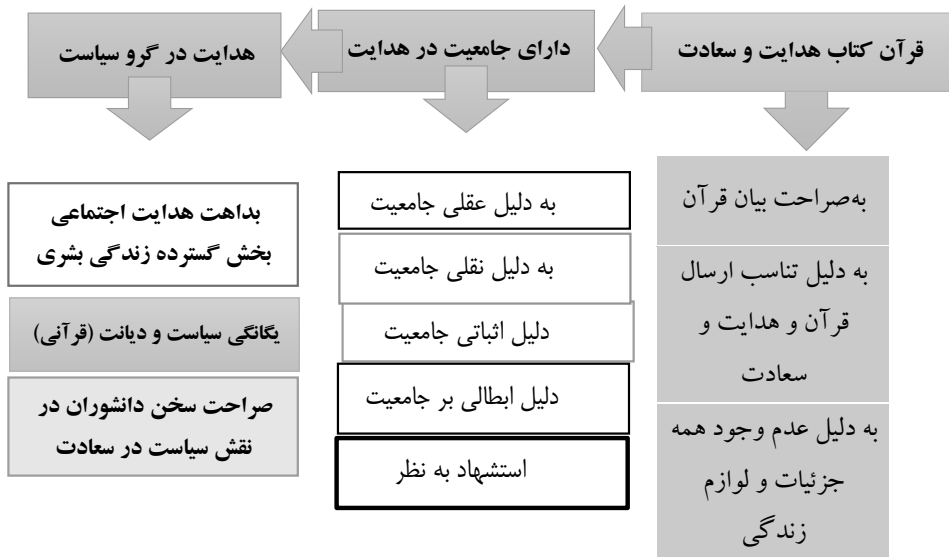 قرآن کتاب هدایت و سعادت
دارای جامعیت در هدایت
هدایت در گرو سیاست
به‌صراحت بیان قرآن
به دلیل تناسب ارسال
قرآن و هدایت و
سعادت
به دلیل عدم وجود همه
جزئیات و لوازم
زندگی
به دلیل عقلی جامعیت
به دلیل نقلی جامعیت
دلیل اثباتی جامعیت
دلیل ابطالی بر جامعیت
استشهاد به نظر
بداهت هدایت اجتماعی
بخش گسترده زندگی بشری
یگانگی سیاست و دیانت (قرآنی)
صراحت سخن دانشوران در
نقش سیاست در سعادت